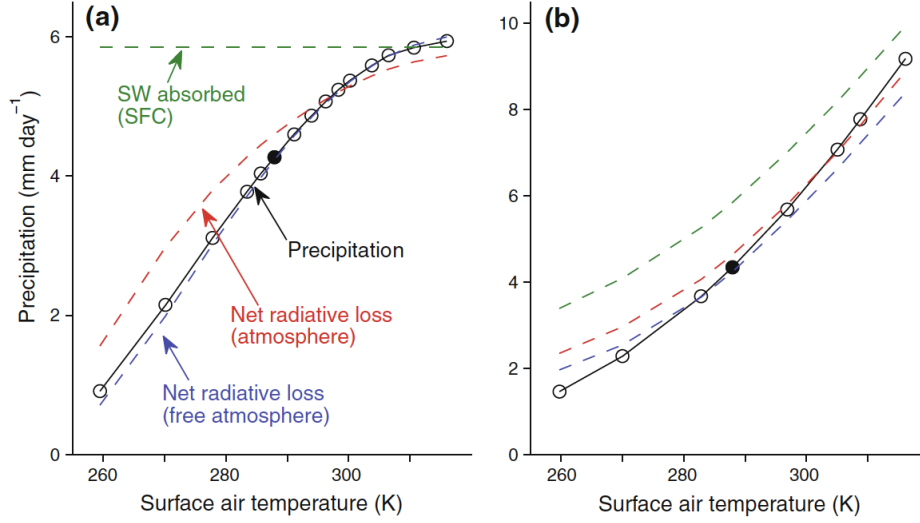 (a)
SW absorbed
(SFC)
Precipitation
Net radiative loss
(atmosphere)
Net radiative loss
(free atmosphere)
Precipitation (mm day⁻¹)
0
2
4
6
260
280
300
Surface air temperature (K)
(b)
0
2
4
6
8
10
260
280
300
Surface air temperature (K)